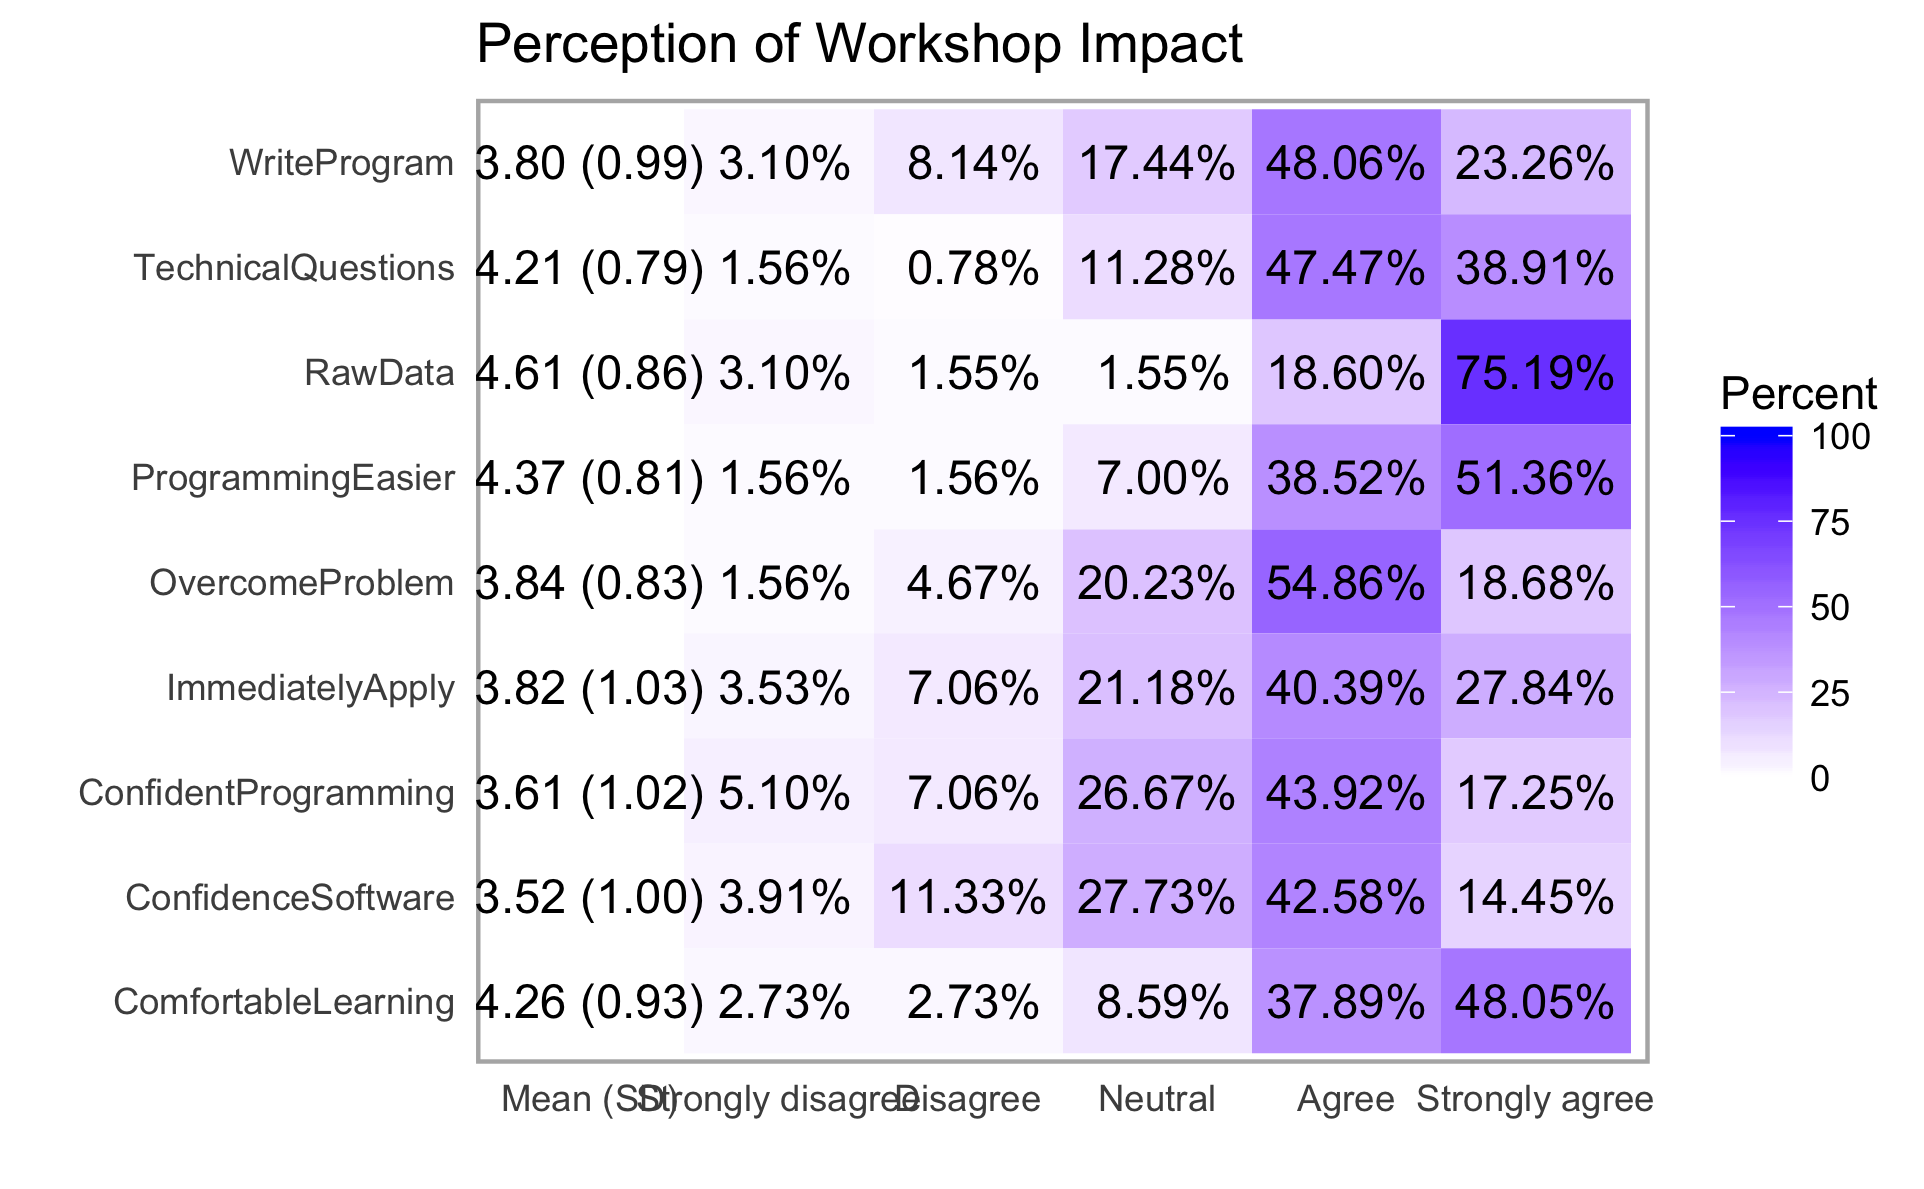 Perception of Workshop Impact
WriteProgram 3.80 (0.99) 3.10% 8.14% 17.44% 48.06% 23.26%
TechnicalQuestions 4.21 (0.79) 1.56% 0.78% 11.28% 47.47% 38.91%
RawData 4.61 (0.86) 3.10% 1.55% 1.55% 18.60% 75.19%
ProgrammingEasier 4.37 (0.81) 1.56% 1.56% 7.00% 38.52% 51.36%
OvercomeProblem 3.84 (0.83) 1.56% 4.67% 20.23% 54.86% 18.68%
ImmediatelyApply 3.82 (1.03) 3.53% 7.06% 21.18% 40.39% 27.84%
ConfidentProgramming 3.61 (1.02) 5.10% 7.06% 26.67% 43.92% 17.25%
ConfidenceSoftware 3.52 (1.00) 3.91% 11.33% 27.73% 42.58% 14.45%
ComfortableLearning 4.26 (0.93) 2.73% 2.73% 8.59% 37.89% 48.05%
Mean (SD) Strongly disagree Disagree Neutral Agree Strongly agree
Percent
100
75
50
25
0